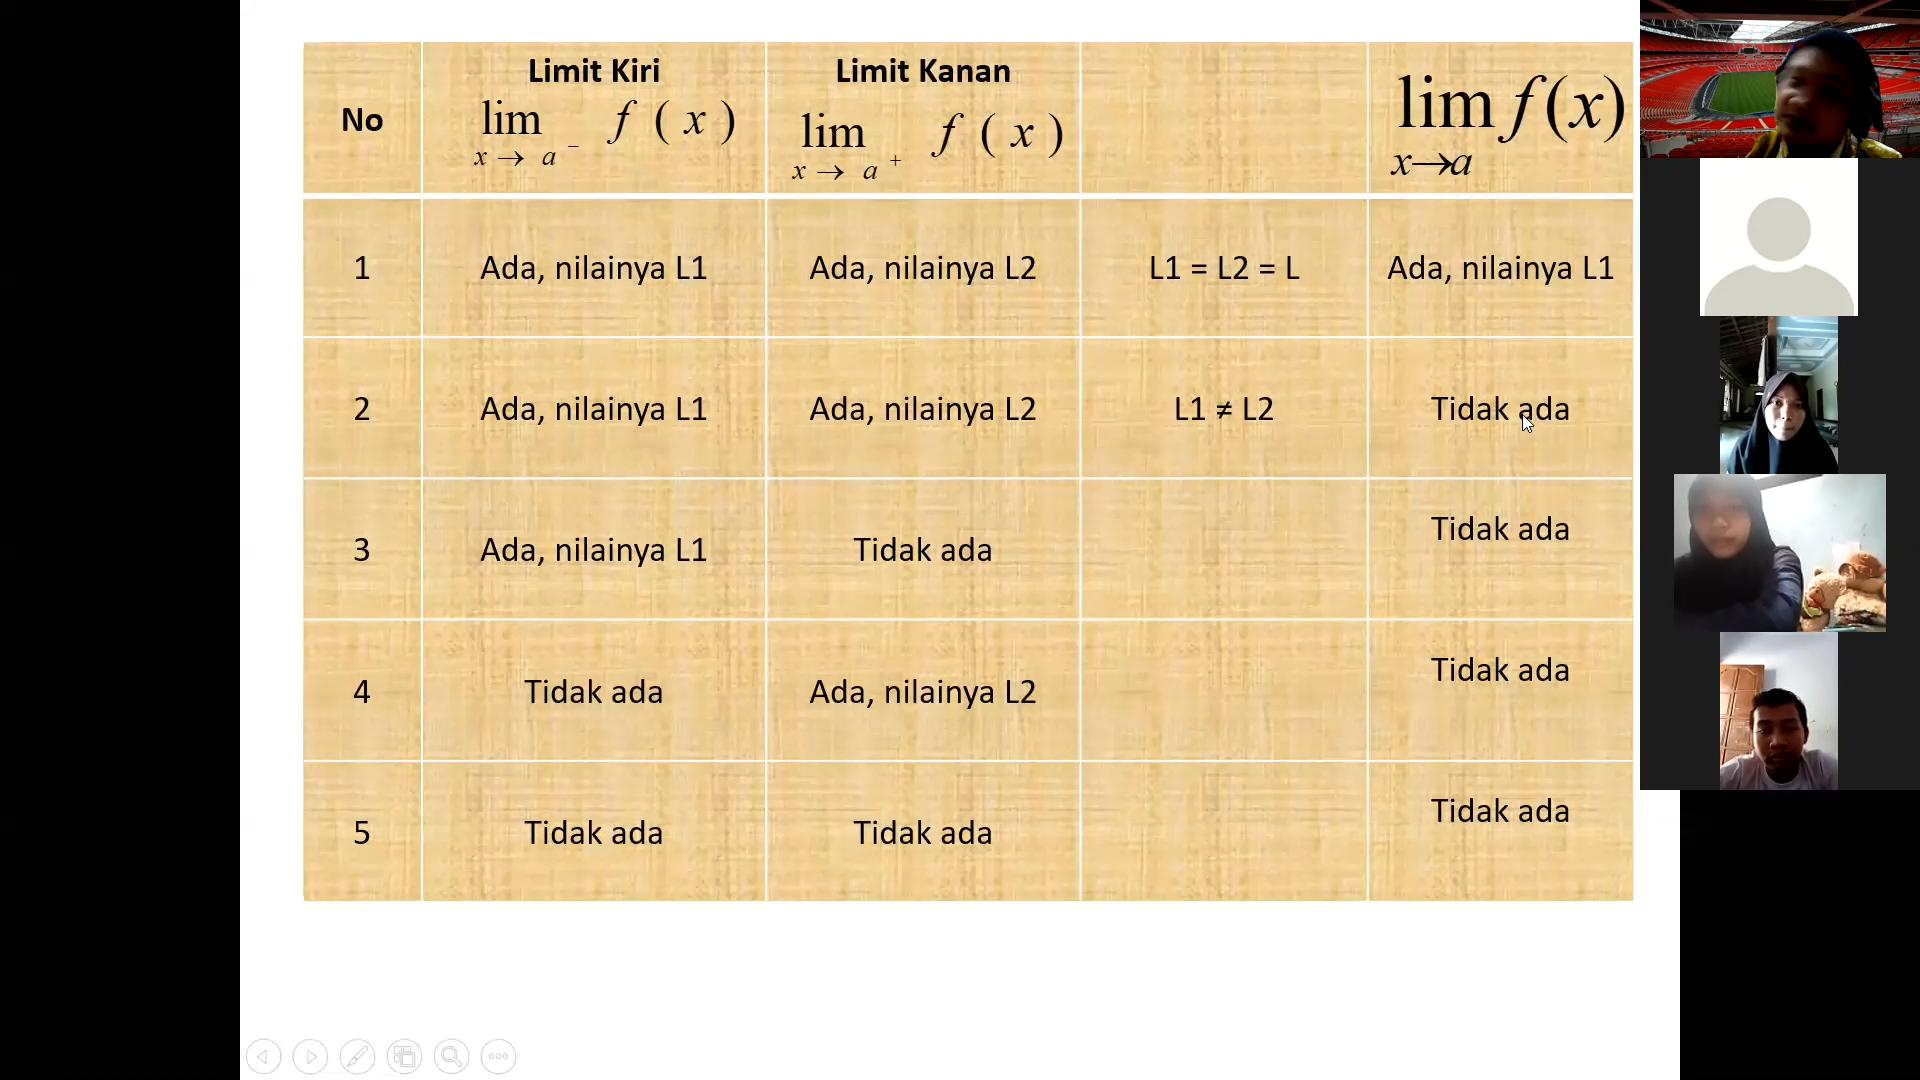 No
Limit Kiri
lim f ( x )
x → a⁻
Limit Kanan
lim f ( x )
x → a⁺
lim f(x)
x→a
1
Ada, nilainya L1
Ada, nilainya L2
L1 = L2 = L
Ada, nilainya L1
2
Ada, nilainya L1
Ada, nilainya L2
L1 ≠ L2
Tidak ada
3
Ada, nilainya L1
Tidak ada
Tidak ada
4
Tidak ada
Ada, nilainya L2
Tidak ada
5
Tidak ada
Tidak ada
Tidak ada